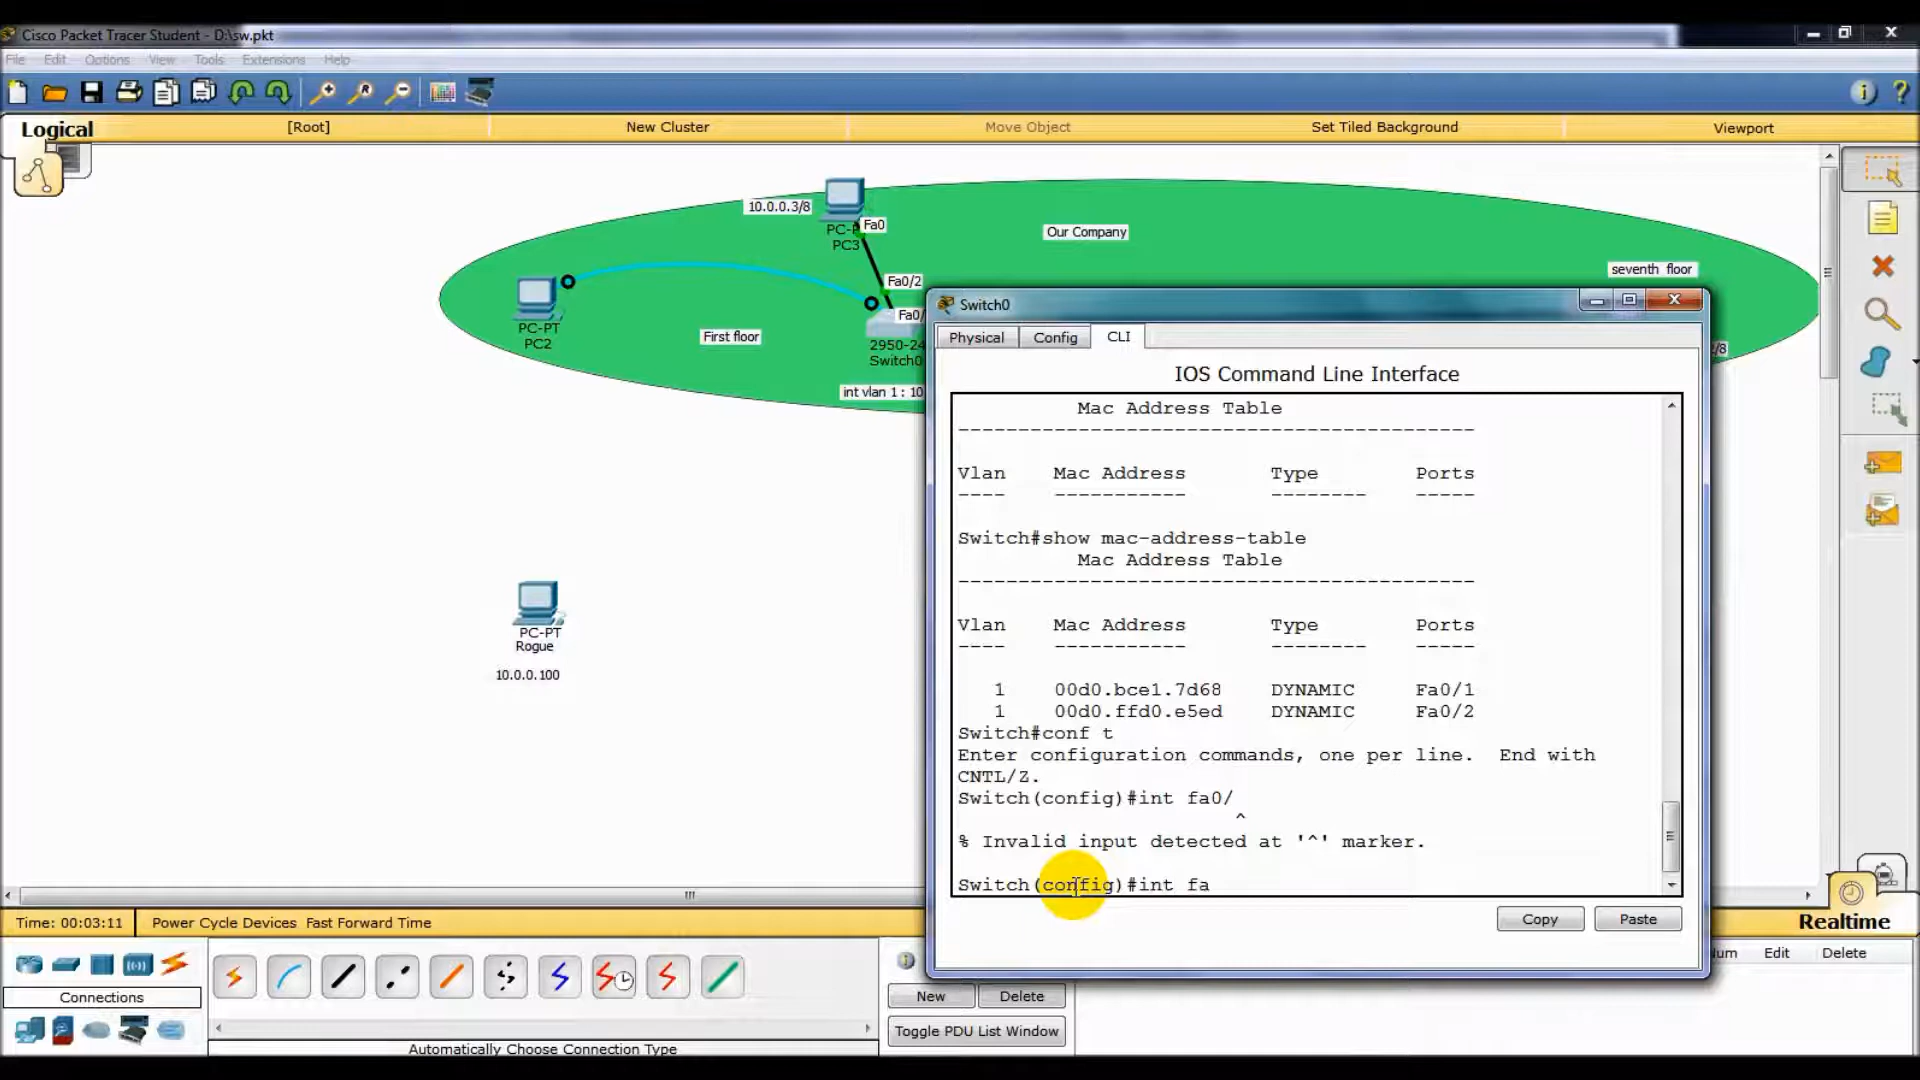 Cisco Packet Tracer Student - D:\sw.pkt
File Edit Options View Tools Extensions Help
Logical
[Root]
New Cluster
Move Object
Set Tiled Background
Viewport
10.0.0.3/8
Fa0
PC3
Our Company
seventh floor
Fa0/2
Fa0/
PC-PT
PC2
First floor
2950-24
Switch0
int vlan 1 : 10
/8
PC-PT
Rogue
10.0.0.100
Switch0
Physical Config CLI
IOS Command Line Interface
Mac Address Table
-------------------------------------------
Vlan Mac Address Type Ports
---- ----------- -------- -----
Switch#show mac-address-table
Mac Address Table
-------------------------------------------
Vlan Mac Address Type Ports
---- ----------- -------- -----
1 00d0.bce1.7d68 DYNAMIC Fa0/1
1 00d0.ffd0.e5ed DYNAMIC Fa0/2
Switch#conf t
Enter configuration commands, one per line. End with
CNTL/Z.
Switch(config)#int fa0/
^
% Invalid input detected at '^' marker.
Switch(config)#int fa
Copy Paste
Time: 00:03:11 Power Cycle Devices Fast Forward Time
Realtime
Connections
Automatically Choose Connection Type
New Delete
Toggle PDU List Window
Num Edit Delete